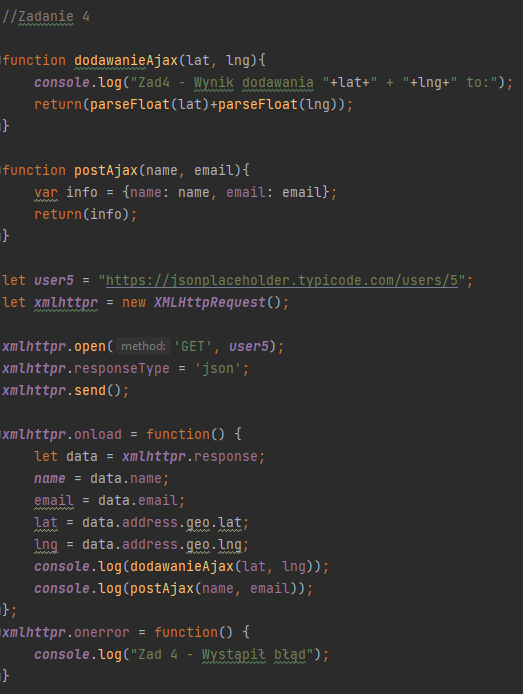 //Zadanie 4
function dodawanieAjax(lat, lng){
console.log("Zad4 - Wynik dodawania "+lat+" + "+lng+" to:");
return(parseFloat(lat)+parseFloat(lng));
}
function postAjax(name, email){
var info = {name: name, email: email};
return(info);
}
let user5 = "https://jsonplaceholder.typicode.com/users/5";
let xmlhttpr = new XMLHttpRequest();
xmlhttpr.open( method: 'GET', user5);
xmlhttpr.responseType = 'json';
xmlhttpr.send();
xmlhttpr.onload = function() {
let data = xmlhttpr.response;
name = data.name;
email = data.email;
lat = data.address.geo.lat;
lng = data.address.geo.lng;
console.log(dodawanieAjax(lat, lng));
console.log(postAjax(name, email));
};
xmlhttpr.onerror = function() {
console.log("Zad 4 - Wystąpił błąd");
}